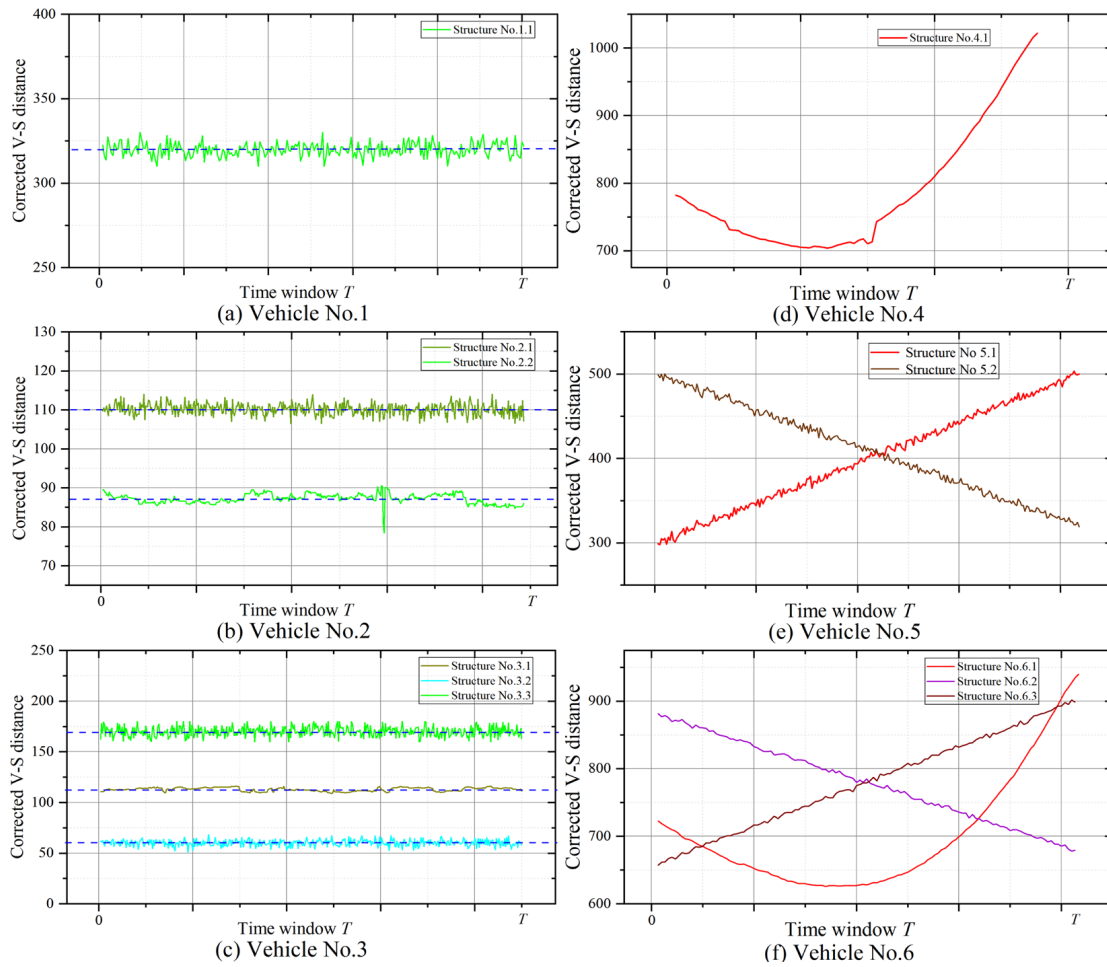 400
350
300
250
Corrected V-S distance
Structure No.1.1
0
T
Time window T
(a) Vehicle No.1
1000
900
800
700
Corrected V-S distance
Structure No.4.1
0
T
Time window T
(d) Vehicle No.4
130
120
110
100
90
80
70
Corrected V-S distance
Structure No.2.1
Structure No.2.2
0
T
Time window T
(b) Vehicle No.2
500
400
300
Corrected V-S distance
Structure No 5.1
Structure No 5.2
Time window T
(e) Vehicle No.5
250
200
150
100
50
0
Corrected V-S distance
Structure No.3.1
Structure No.3.2
Structure No.3.3
0
T
Time window T
(c) Vehicle No.3
900
800
700
600
Corrected V-S distance
Structure No.6.1
Structure No.6.2
Structure No.6.3
0
T
Time window T
(f) Vehicle No.6